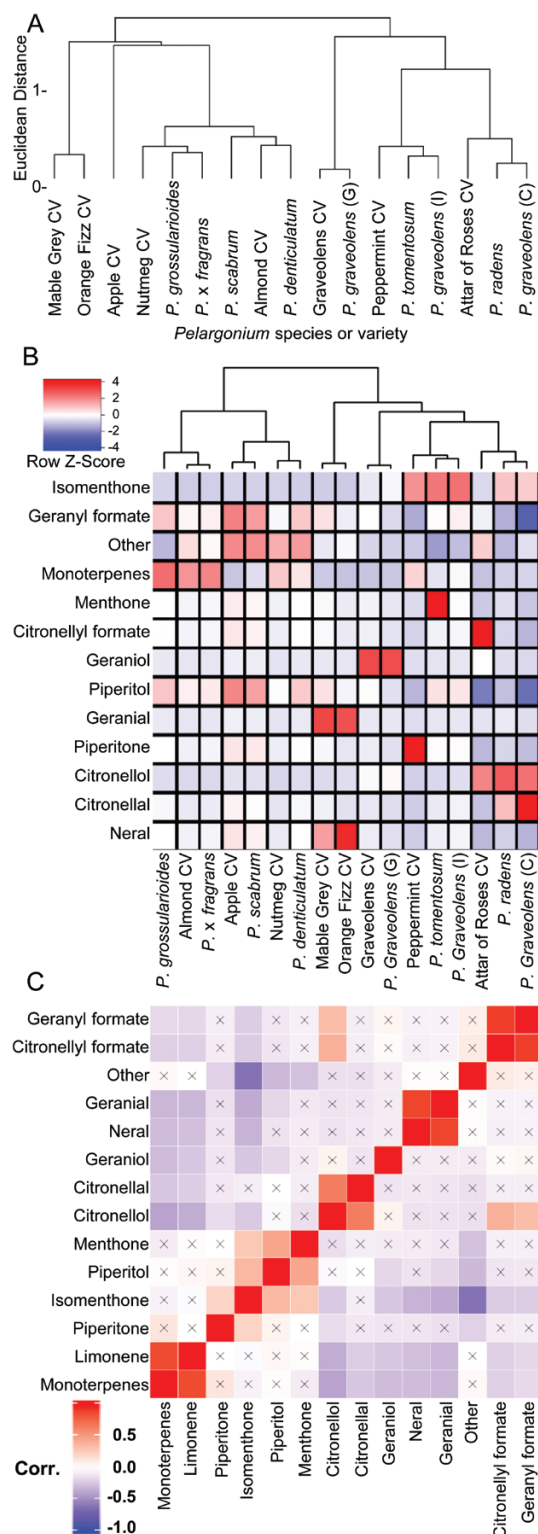 A
Euclidean Distance
1-
0-
Mable Grey CV
Orange Fizz CV
Apple CV
Nutmeg CV
P. grossularioides
P. x fragrans
P. scabrum
Almond CV
P. denticulatum
Graveolens CV
P. graveolens (G)
Peppermint CV
P. tomentosum
P. graveolens (I)
Attar of Roses CV
P. radens
P. graveolens (C)
Pelargonium species or variety
B
4
2
0
-2
-4
Row Z-Score
Isomenthone
Geranyl formate
Other
Monoterpenes
Menthone
Citronellyl formate
Geraniol
Piperitol
Geranial
Piperitone
Citronellol
Citronellal
Neral
P. grossularioides
Almond CV
P. x fragrans
Apple CV
P. scabrum
Nutmeg CV
P. denticulatum
Mable Grey CV
Orange Fizz CV
Graveolens CV
P. Graveolens (G)
Peppermint CV
P. tomentosum
P. Graveolens (I)
Attar of Roses CV
P. radens
P. Graveolens (C)
C
Geranyl formate
Citronellyl formate
Other
Geranial
Neral
Geraniol
Citronellal
Citronellol
Menthone
Piperitol
Isomenthone
Piperitone
Limonene
Monoterpenes
Corr.
0.5
0.0
-0.5
-1.0
Monoterpenes
Limonene
Piperitone
Isomenthone
Piperitol
Menthone
Citronellol
Citronellal
Geraniol
Neral
Geranial
Other
Citronellyl formate
Geranyl formate